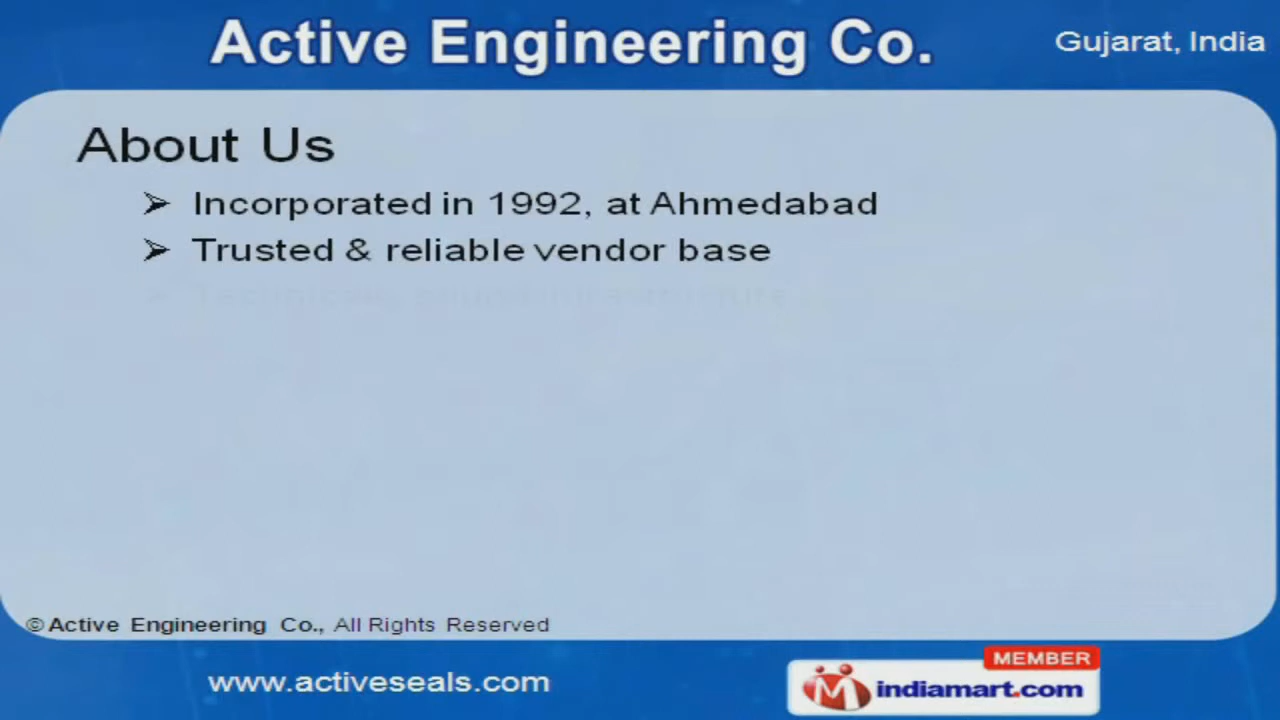 Active Engineering Co.
Gujarat, India
About Us
➢ Incorporated in 1992, at Ahmedabad
➢ Trusted & reliable vendor base
© Active Engineering Co., All Rights Reserved
www.activeseals.com
MEMBER
indiamart.com